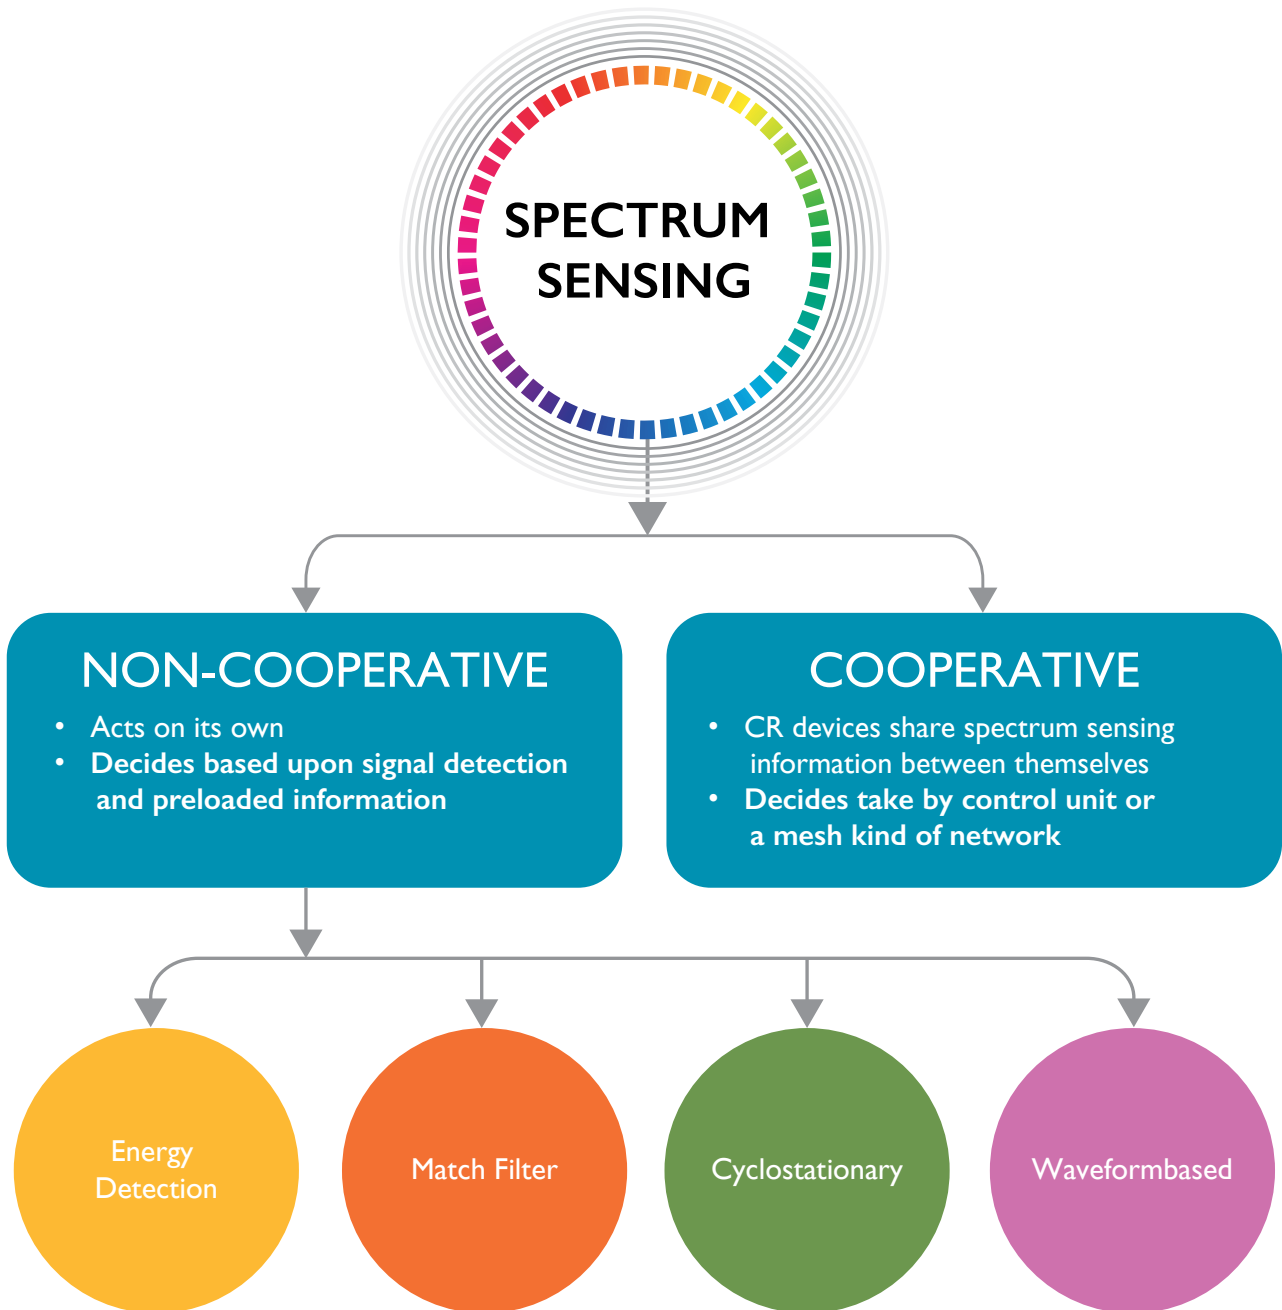 SPECTRUM
SENSING
NON-COOPERATIVE
• Acts on its own
• Decides based upon signal detection
and preloaded information
COOPERATIVE
• CR devices share spectrum sensing
information between themselves
• Decides take by control unit or
a mesh kind of network
Energy
Detection
Match Filter
Cyclostationary
Waveformbased